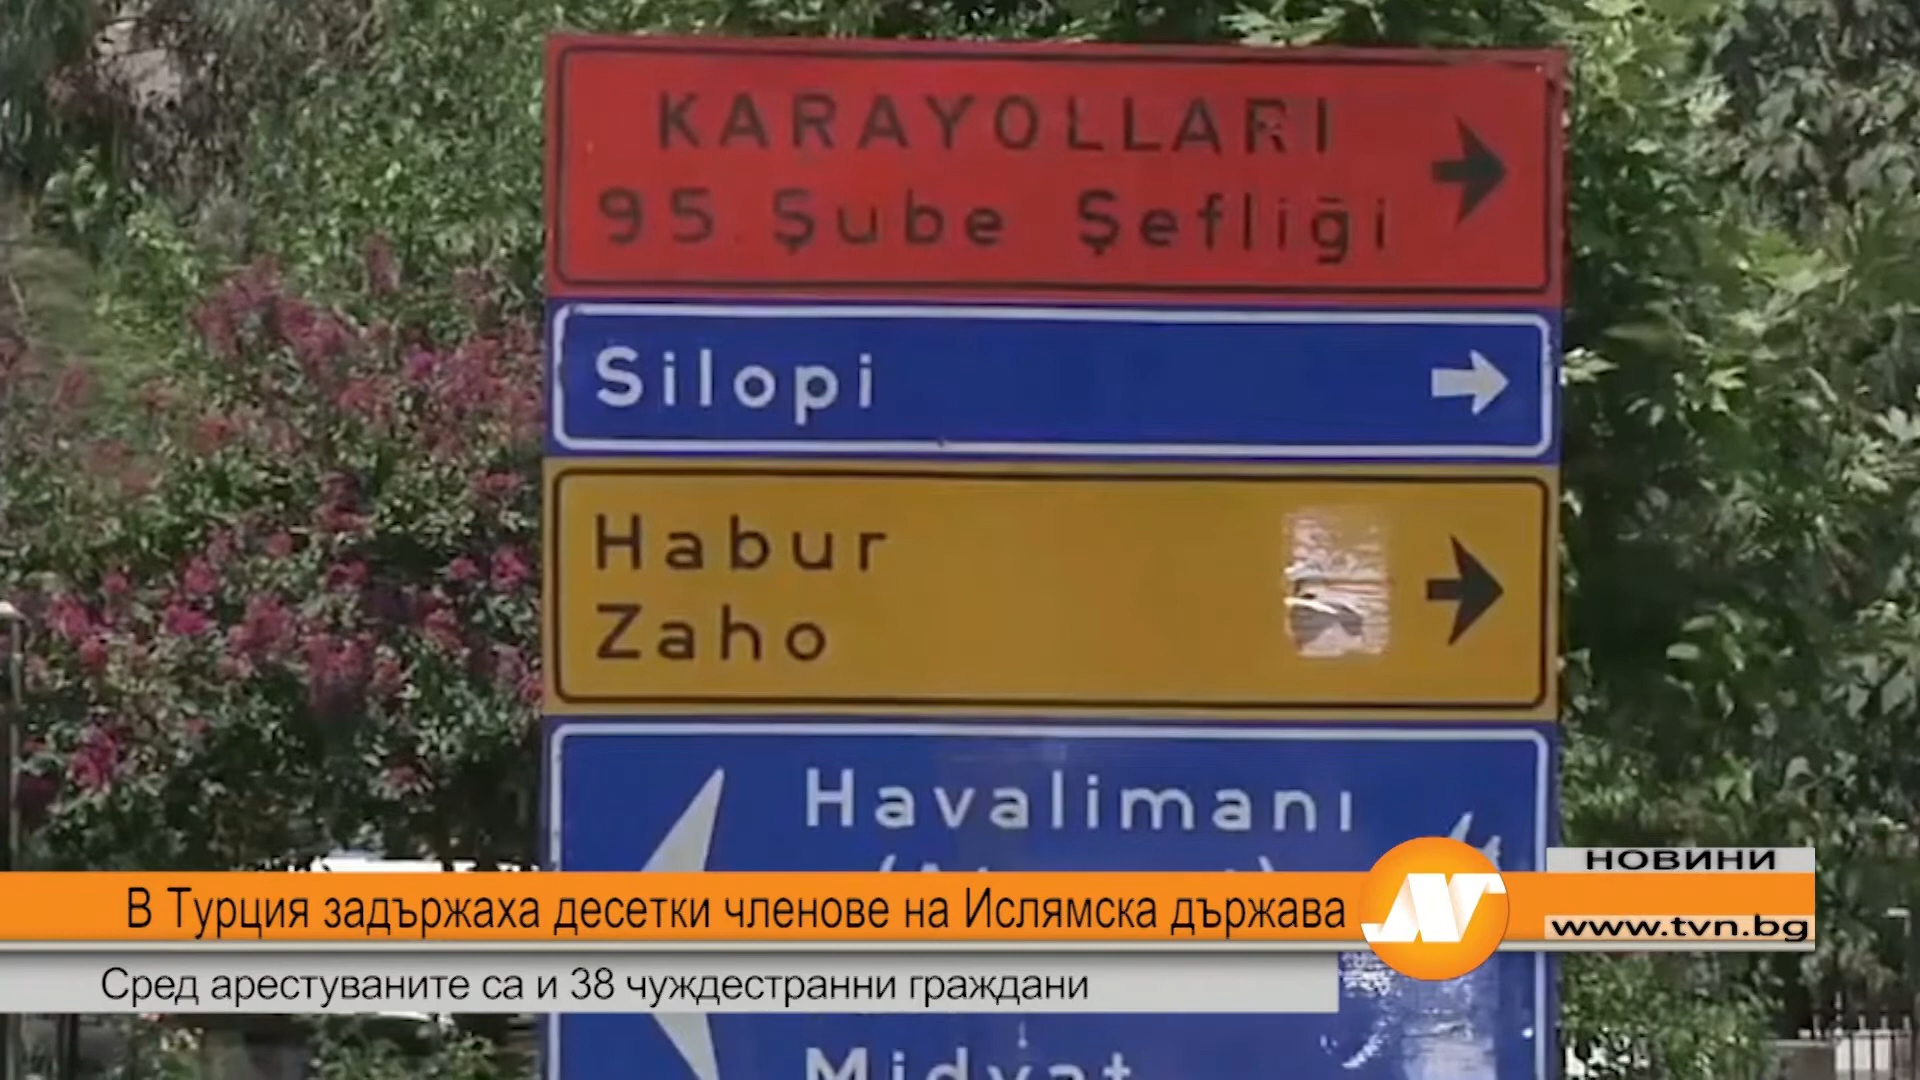 KARAYOLLARI
95. Şube Şefliği
Silopi
Habur
Zaho
Havalimanı
НОВИНИ
В Турция задържаха десетки членове на Ислямска държава
www.tvn.bg
Сред арестуваните са и 38 чуждестранни граждани
Midyat